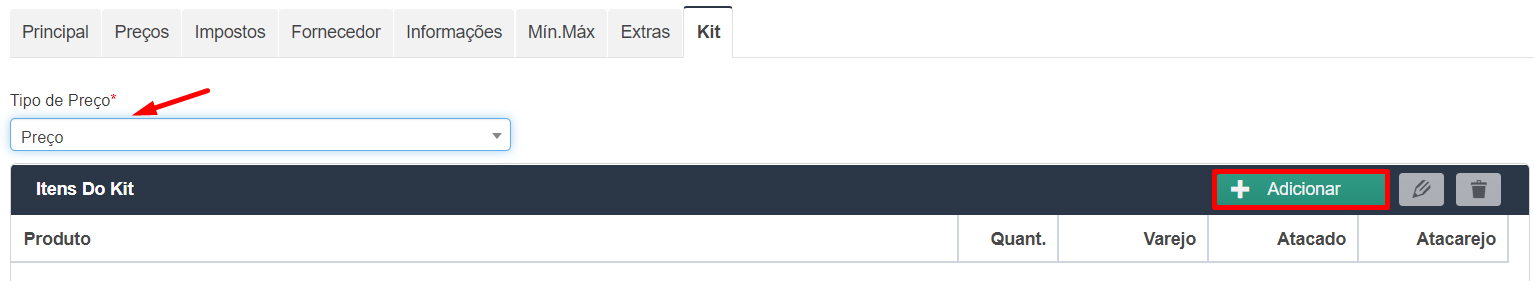 Principal Preços Impostos Fornecedor Informações Mín.Máx Extras Kit
Tipo de Preço*
Preço
Itens Do Kit Adicionar
Produto Quant. Varejo Atacado Atacarejo